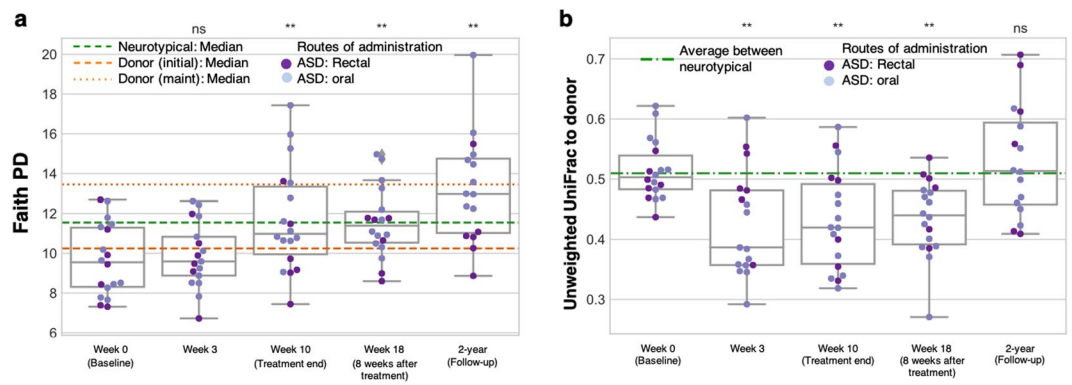 a
ns
**
**
**
Neurotypical: Median
Donor (initial): Median
Donor (maint): Median
Routes of administration
ASD: Rectal
ASD: oral
Faith PD
20
18
16
14
12
10
8
6
Week 0
(Baseline)
Week 3
Week 10
(Treatment end)
Week 18
(8 weeks after
treatment)
2-year
(Follow-up)
b
**
**
**
ns
Average between
neurotypical
Routes of administration
ASD: Rectal
ASD: oral
Unweighted UniFrac to donor
0.7
0.6
0.5
0.4
0.3
Week 0
(Baseline)
Week 3
Week 10
(Treatment end)
Week 18
(8 weeks after
treatment)
2-year
(Follow-up)